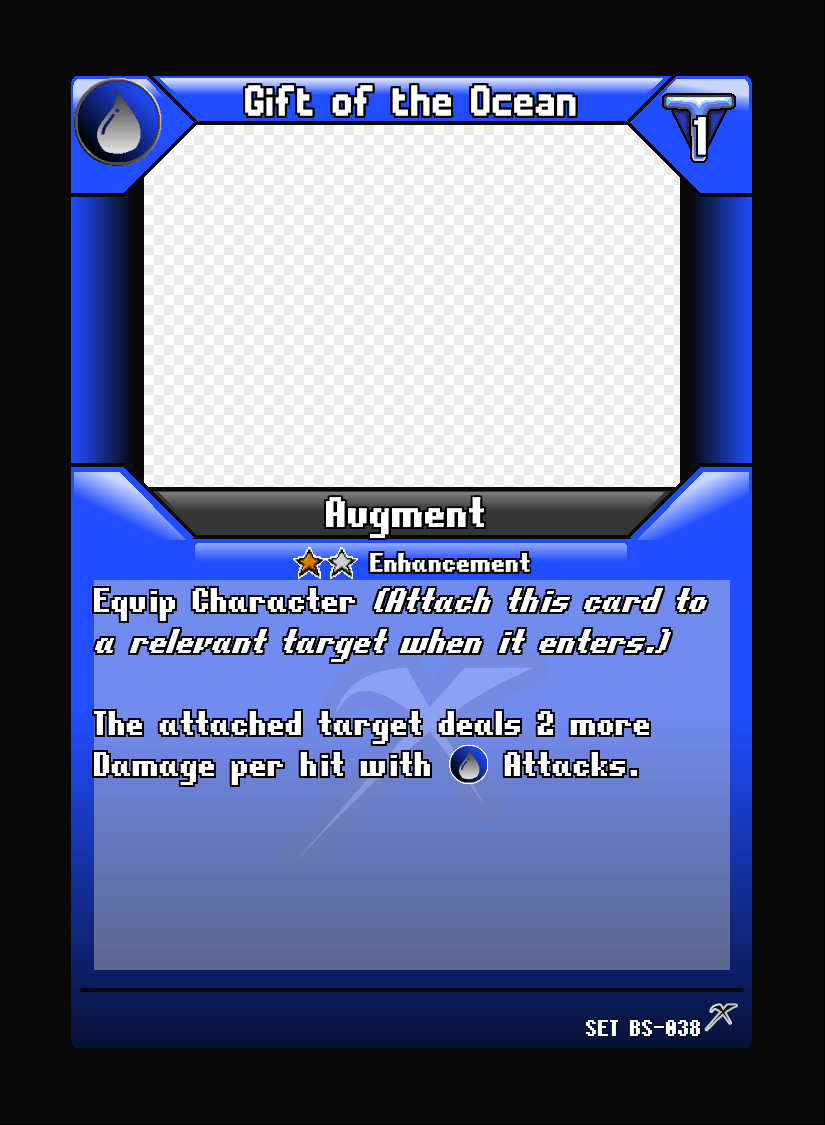 Gift of the Ocean
1
Augment
Enhancement
Equip Character (Attach this card to
a relevant target when it enters.)
The attached target deals 2 more
Damage per hit with Attacks.
SET BS-038